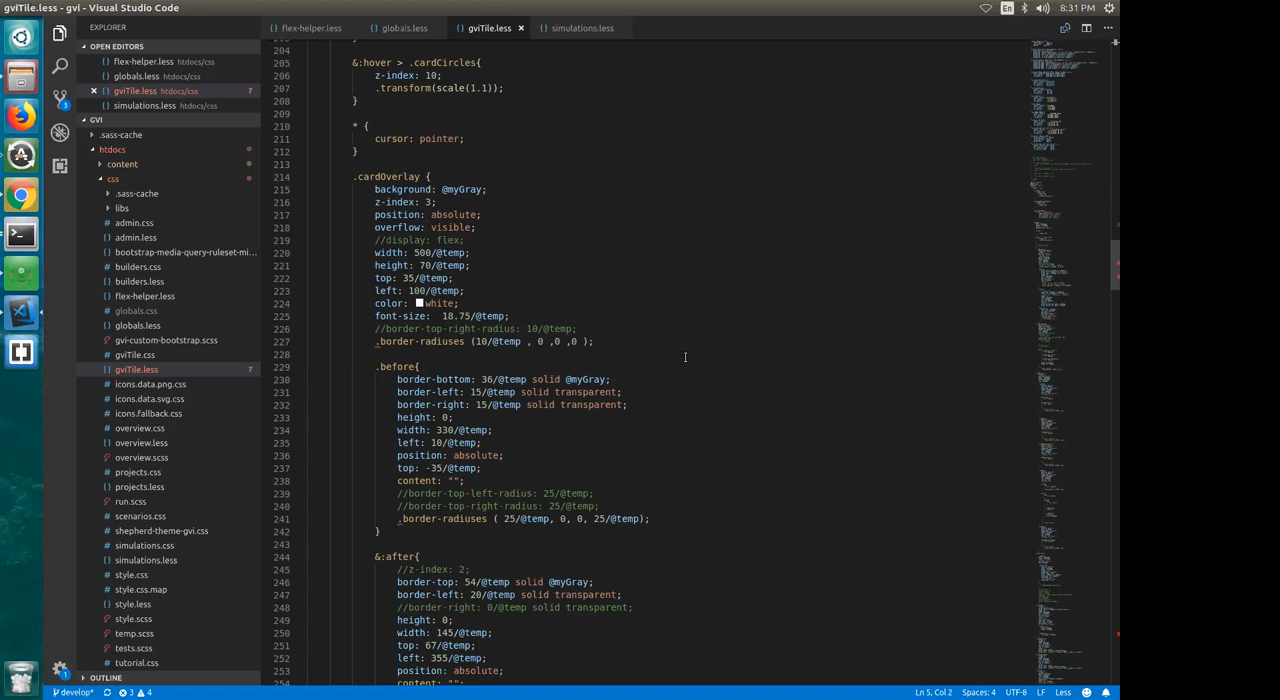 gviTile.less - gvi - Visual Studio Code
En
8:31 PM
EXPLORER
flex-helper.less
globals.less
gviTile.less
simulations.less
OPEN EDITORS
flex-helper.less htdocs/css
globals.less htdocs/css
gviTile.less htdocs/css 7
simulations.less htdocs/css
GVI
.sass-cache
htdocs
content
css
.sass-cache
libs
admin.css
admin.less
bootstrap-media-query-ruleset-mi...
builders.css
builders.less
flex-helper.less
globals.css
globals.less
gvi-custom-bootstrap.scss
gviTile.css
gviTile.less 7
icons.data.png.css
icons.data.svg.css
icons.fallback.css
overview.css
overview.less
overview.scss
projects.css
projects.less
run.scss
scenarios.css
shepherd-theme-gvi.css
simulations.css
simulations.less
style.css
style.css.map
style.less
style.scss
temp.scss
tests.scss
tutorial.css
OUTLINE
3
1
204
205 &:hover > .cardCircles{
206 z-index: 10;
207 .transform(scale(1.1));
208 }
209
210 * {
211 cursor: pointer;
212 }
213
214 .cardOverlay {
215 background: @myGray;
216 z-index: 3;
217 position: absolute;
218 overflow: visible;
219 //display: flex;
220 width: 500/@temp;
221 height: 70/@temp;
222 top: 35/@temp;
223 left: 100/@temp;
224 color: white;
225 font-size: 18.75/@temp;
226 //border-top-right-radius: 10/@temp;
227 .border-radiuses (10/@temp , 0 ,0 ,0 );
228
229 .before{
230 border-bottom: 36/@temp solid @myGray;
231 border-left: 15/@temp solid transparent;
232 border-right: 15/@temp solid transparent;
233 height: 0;
234 width: 330/@temp;
235 left: 10/@temp;
236 position: absolute;
237 top: -35/@temp;
238 content: "";
239 //border-top-left-radius: 25/@temp;
240 //border-top-right-radius: 25/@temp;
241 .border-radiuses ( 25/@temp, 0, 0, 25/@temp);
242 }
243
244 &:after{
245 //z-index: 2;
246 border-top: 54/@temp solid @myGray;
247 border-left: 20/@temp solid transparent;
248 //border-right: 0/@temp solid transparent;
249 height: 0;
250 width: 145/@temp;
251 top: 67/@temp;
252 left: 355/@temp;
253 position: absolute;
254 content: "";
develop* 3 4
Ln 5, Col 2 Spaces: 4 UTF-8 LF Less